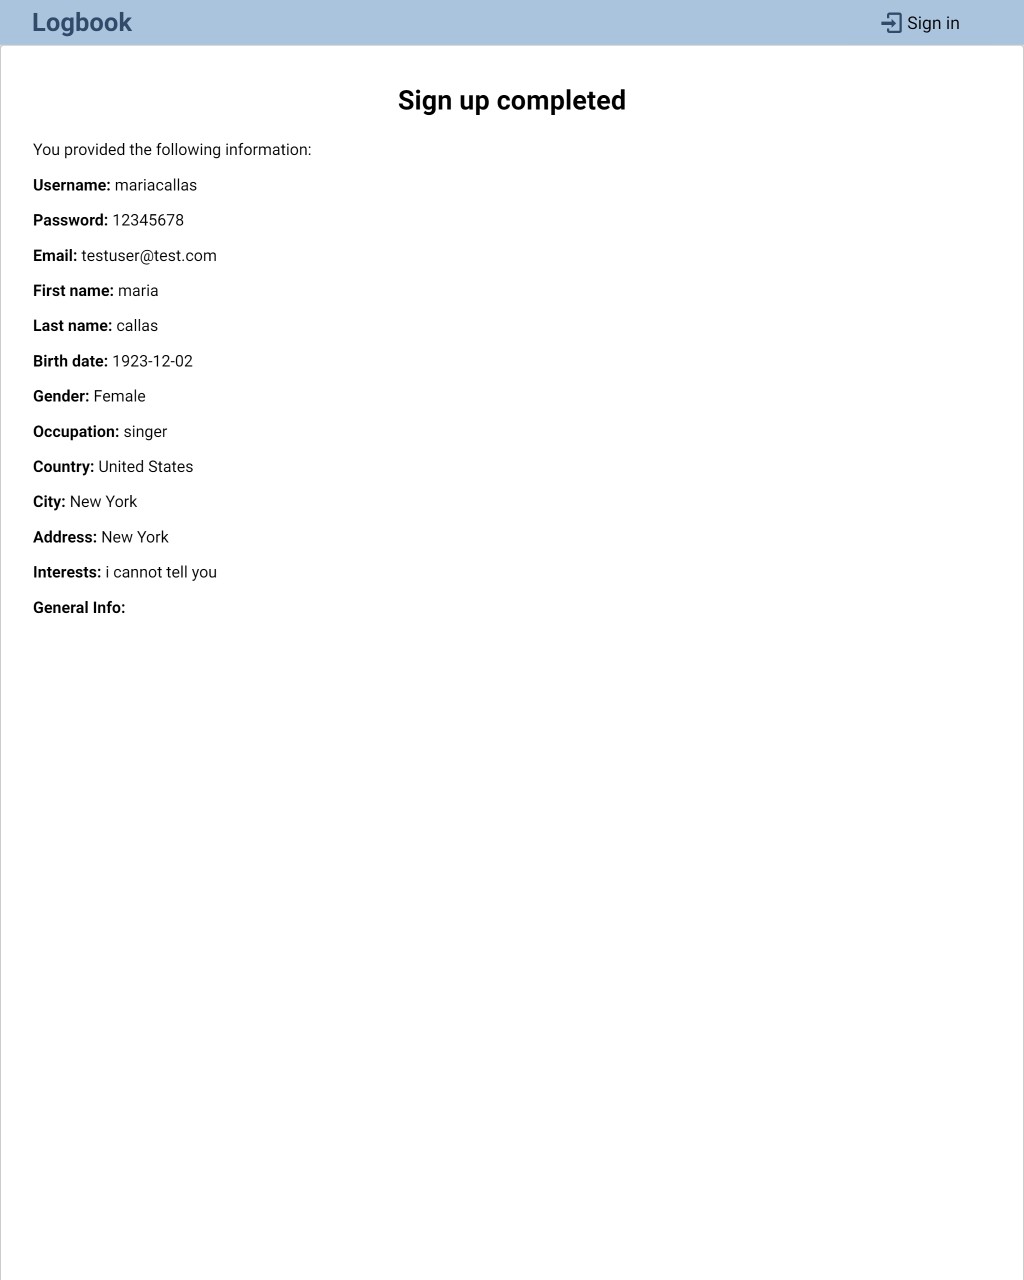 Logbook
Sign in
Sign up completed
You provided the following information:
Username: mariacallas
Password: 12345678
Email: testuser@test.com
First name: maria
Last name: callas
Birth date: 1923-12-02
Gender: Female
Occupation: singer
Country: United States
City: New York
Address: New York
Interests: i cannot tell you
General Info: